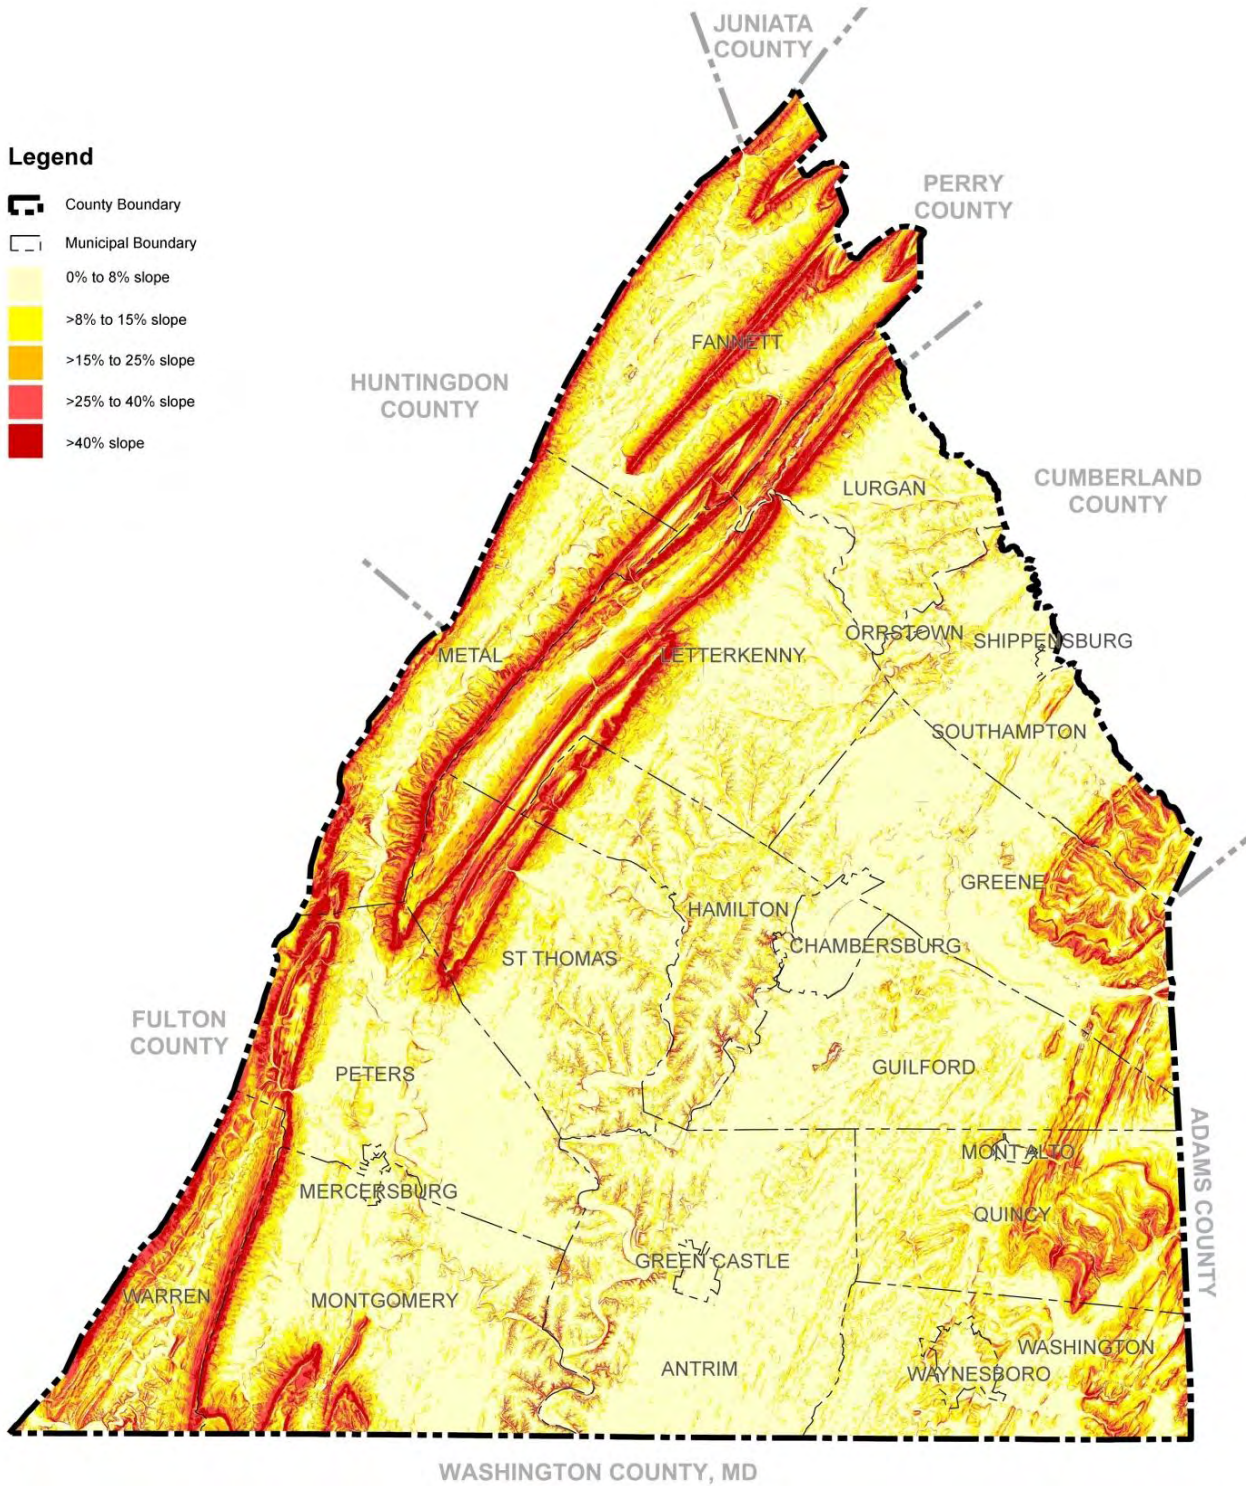 JUNIATA
COUNTY
Legend
County Boundary
Municipal Boundary
0% to 8% slope
>8% to 15% slope
>15% to 25% slope
>25% to 40% slope
>40% slope
PERRY
COUNTY
FANNETT
HUNTINGDON
COUNTY
LURGAN
CUMBERLAND
COUNTY
ORRSTOWN
SHIPPENSBURG
METAL
LETTERKENNY
SOUTHAMPTON
GREENE
HAMILTON
CHAMBERSBURG
ST THOMAS
FULTON
COUNTY
PETERS
GUILFORD
ADAMS COUNTY
MONT ALTO
MERCERSBURG
QUINCY
GREEN CASTLE
WARREN
MONTGOMERY
WASHINGTON
ANTRIM
WAYNESBORO
WASHINGTON COUNTY, MD